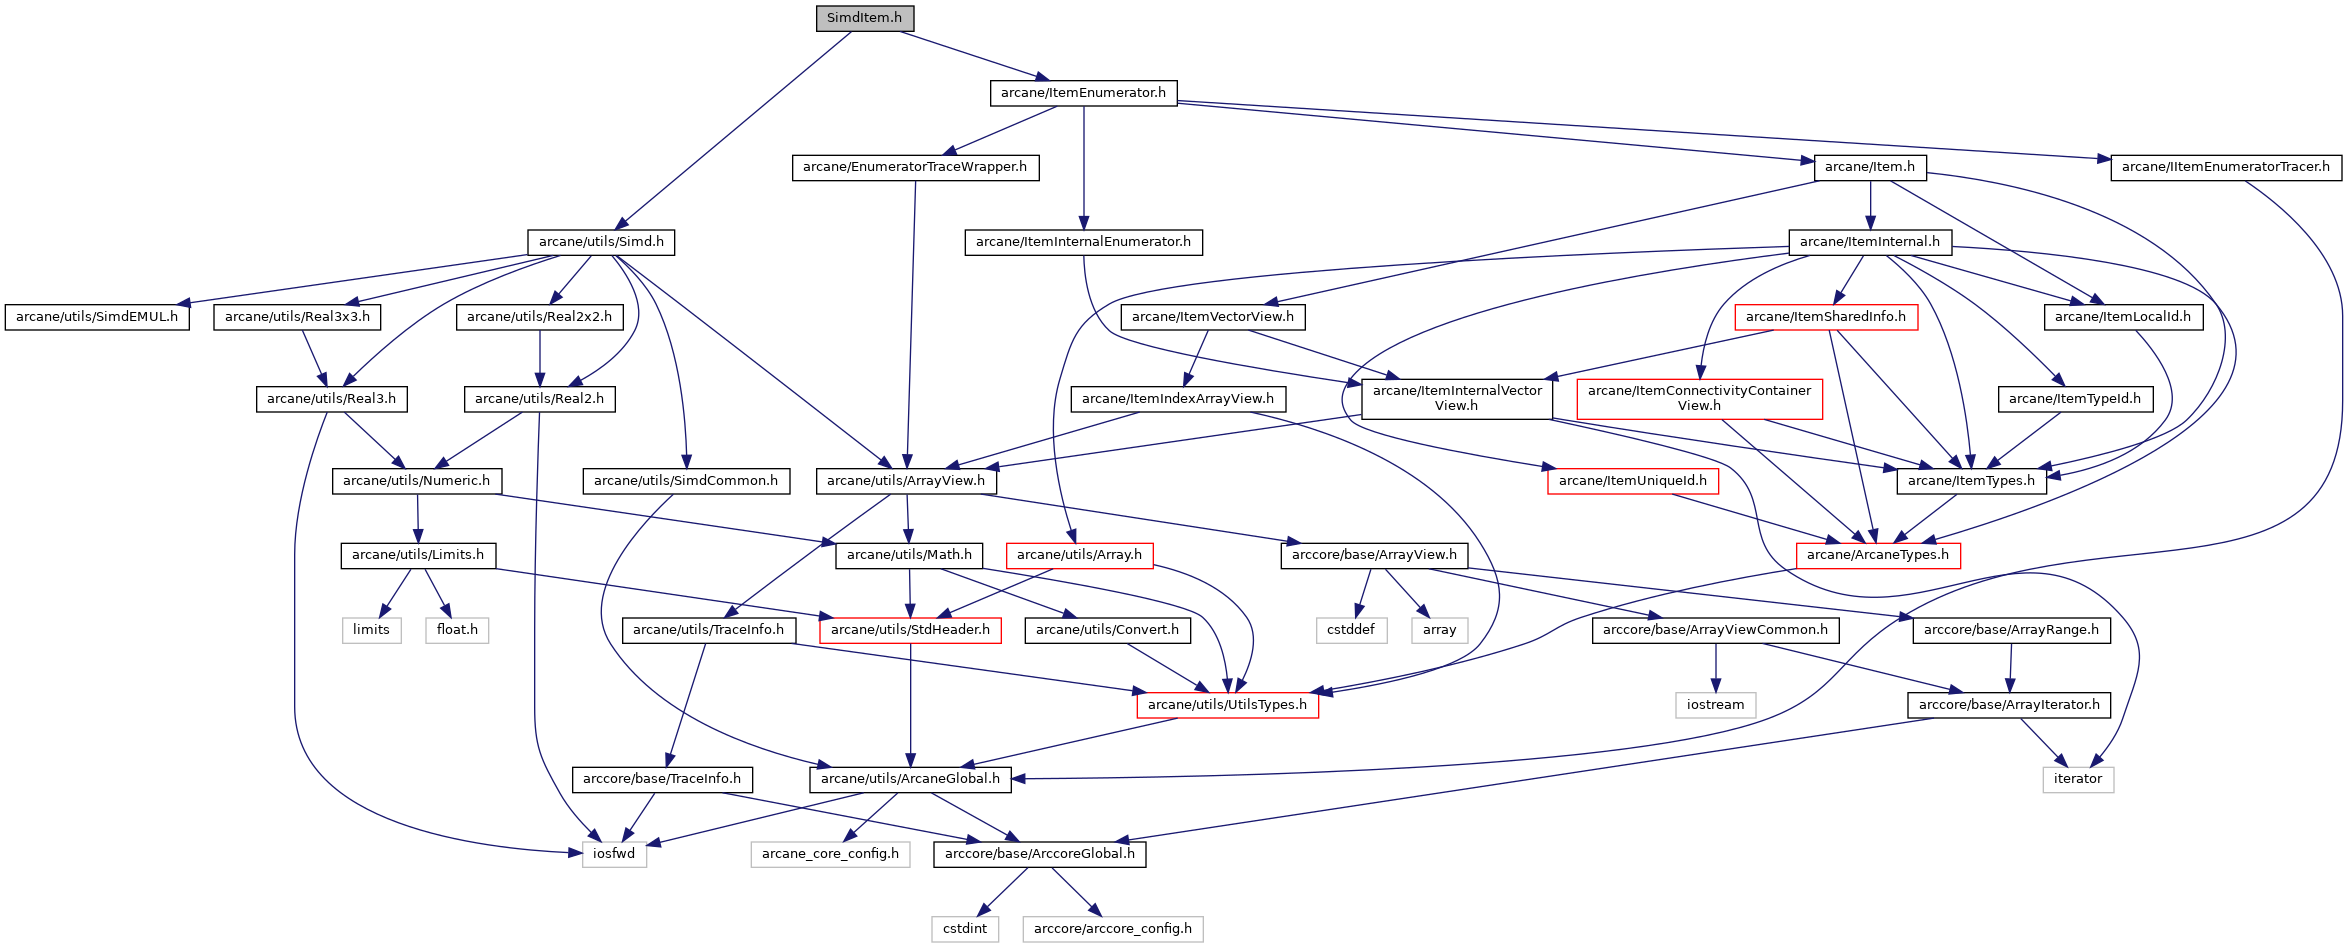 SimdItem.h
arcane/ItemEnumerator.h
arcane/EnumeratorTraceWrapper.h
arcane/Item.h
arcane/IItemEnumeratorTracer.h
arcane/utils/Simd.h
arcane/ItemInternalEnumerator.h
arcane/ItemInternal.h
arcane/utils/SimdEMUL.h
arcane/utils/Real3x3.h
arcane/utils/Real2x2.h
arcane/ItemVectorView.h
arcane/ItemSharedInfo.h
arcane/ItemLocalId.h
arcane/utils/Real3.h
arcane/utils/Real2.h
arcane/ItemIndexArrayView.h
arcane/ItemInternalVector
View.h
arcane/ItemConnectivityContainer
View.h
arcane/ItemTypeId.h
arcane/utils/Numeric.h
arcane/utils/SimdCommon.h
arcane/utils/ArrayView.h
arcane/ItemUniqueId.h
arcane/ItemTypes.h
arcane/utils/Limits.h
arcane/utils/Math.h
arcane/utils/Array.h
arccore/base/ArrayView.h
arcane/ArcaneTypes.h
limits
float.h
arcane/utils/TraceInfo.h
arcane/utils/StdHeader.h
arcane/utils/Convert.h
cstddef
array
arccore/base/ArrayViewCommon.h
arccore/base/ArrayRange.h
arcane/utils/UtilsTypes.h
iostream
arccore/base/ArrayIterator.h
arccore/base/TraceInfo.h
arcane/utils/ArcaneGlobal.h
iterator
iosfwd
arcane_core_config.h
arccore/base/ArccoreGlobal.h
cstdint
arccore/arccore_config.h